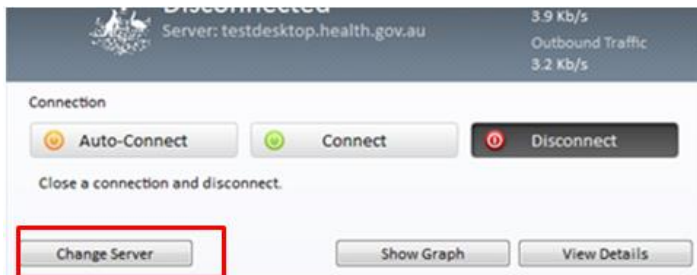 Disconnected
3.9 Kb/s
Server: testdesktop.health.gov.au
Outbound Traffic
3.2 Kb/s
Connection
Auto-Connect
Connect
Disconnect
Close a connection and disconnect.
Change Server
Show Graph
View Details